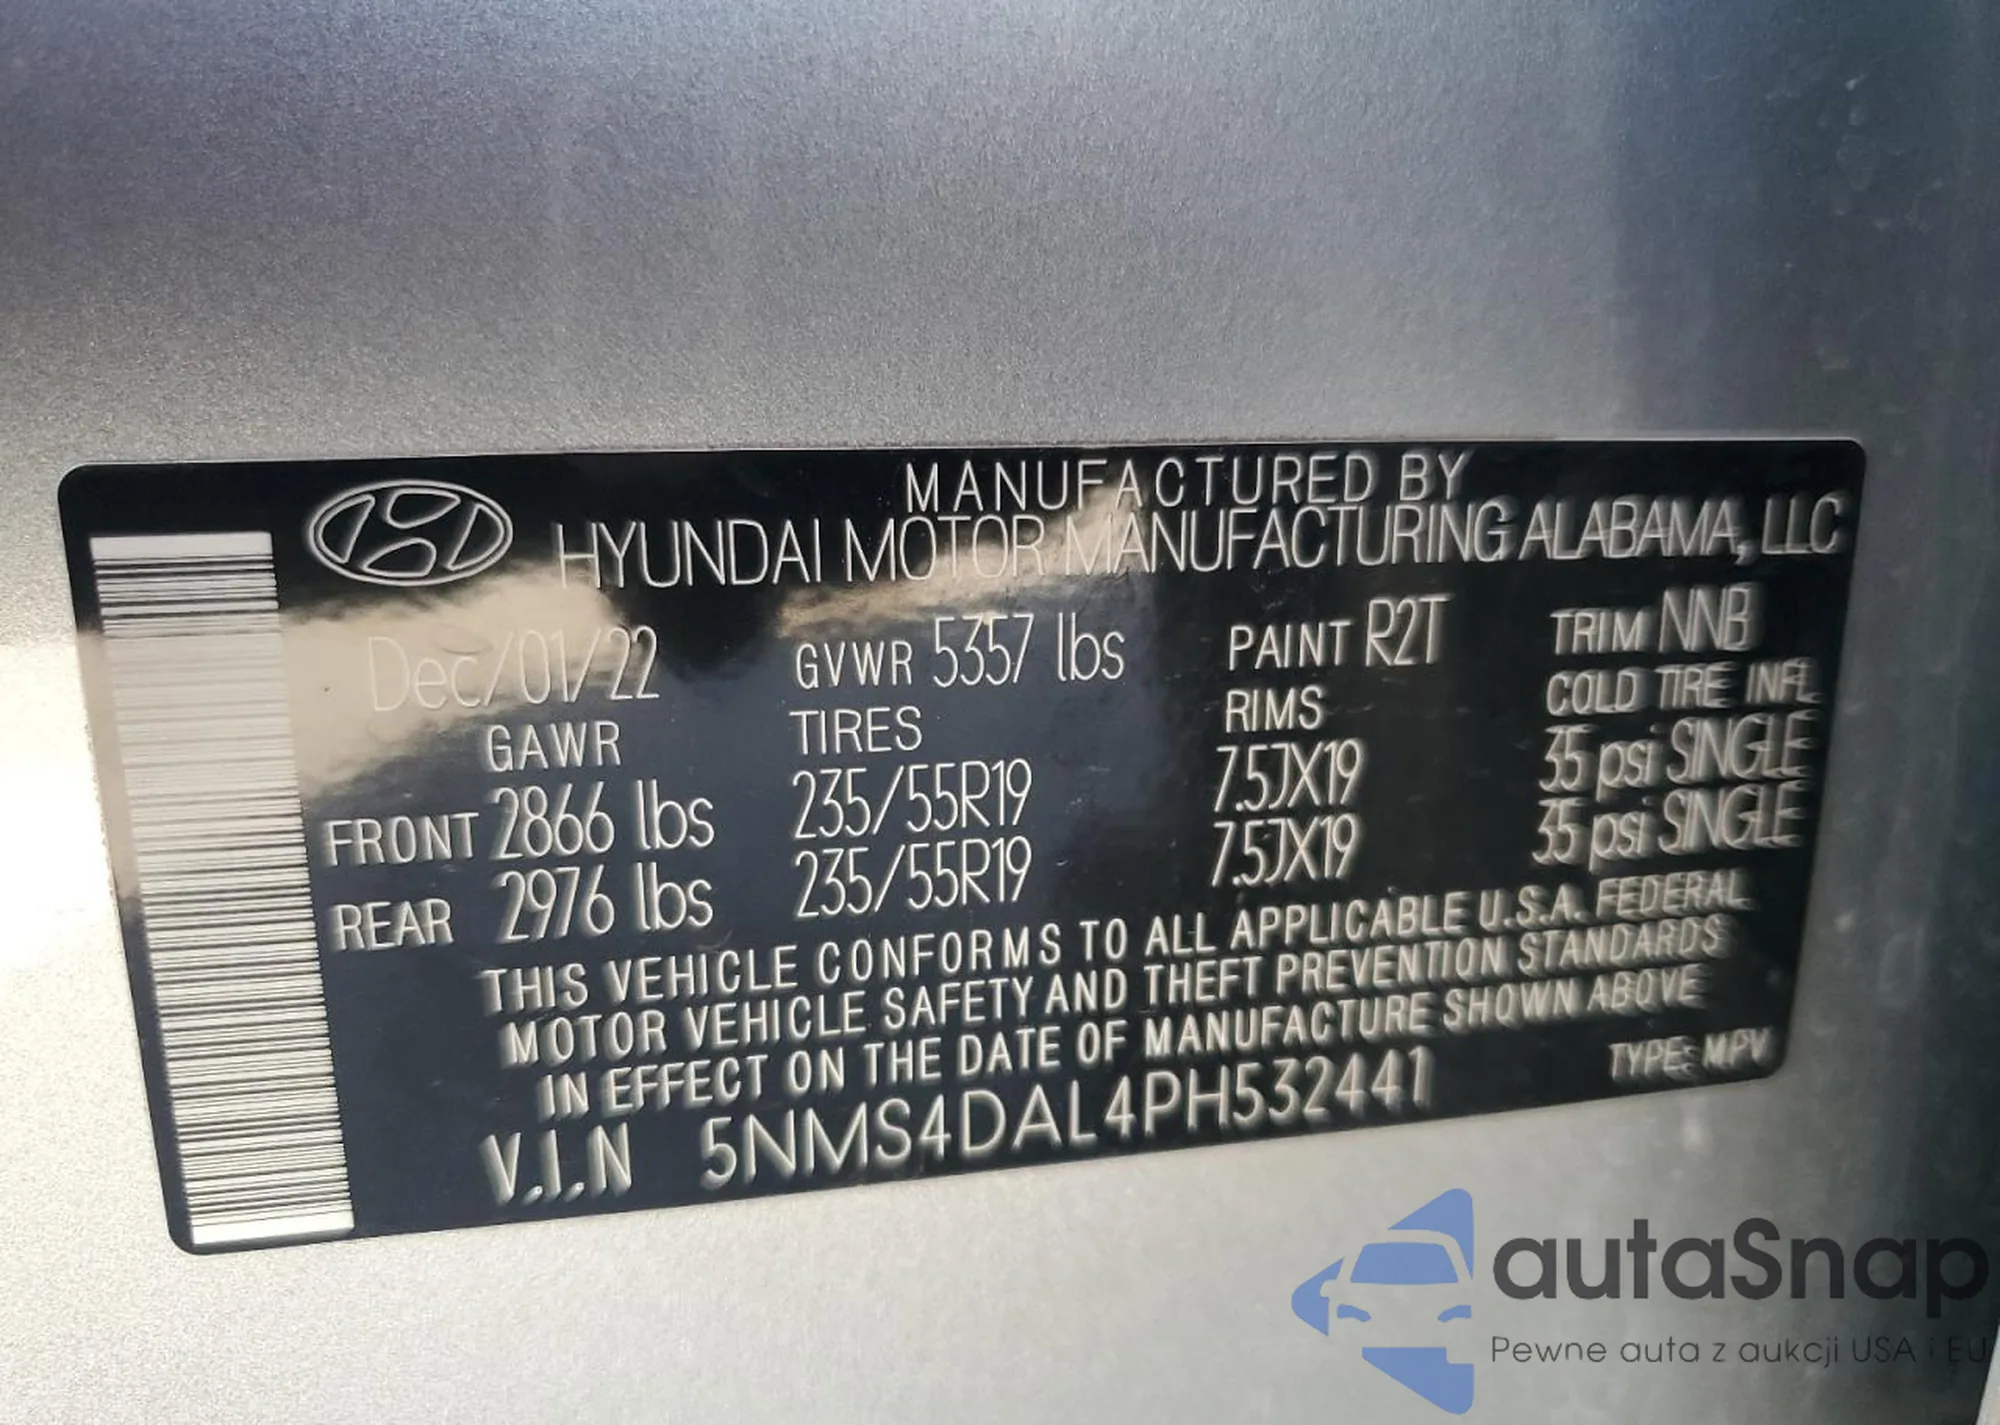 MANUFACTURED BY
HYUNDAI MOTOR MANUFACTURING ALABAMA, LLC
Dec/01/22 GVWR 5357 lbs PAINT R2T TRIM NNB
GAWR TIRES RIMS COLD TIRE INFL
FRONT 2866 lbs 235/55R19 7.5JX19 35 psi SINGLE
REAR 2976 lbs 235/55R19 7.5JX19 35 psi SINGLE
THIS VEHICLE CONFORMS TO ALL APPLICABLE U.S.A. FEDERAL
MOTOR VEHICLE SAFETY AND THEFT PREVENTION STANDARDS
IN EFFECT ON THE DATE OF MANUFACTURE SHOWN ABOVE
V.I.N 5NMS4DAL4PH532441 TYPE: MPV
autaSnap
Pewne auta z aukcji USA i EU